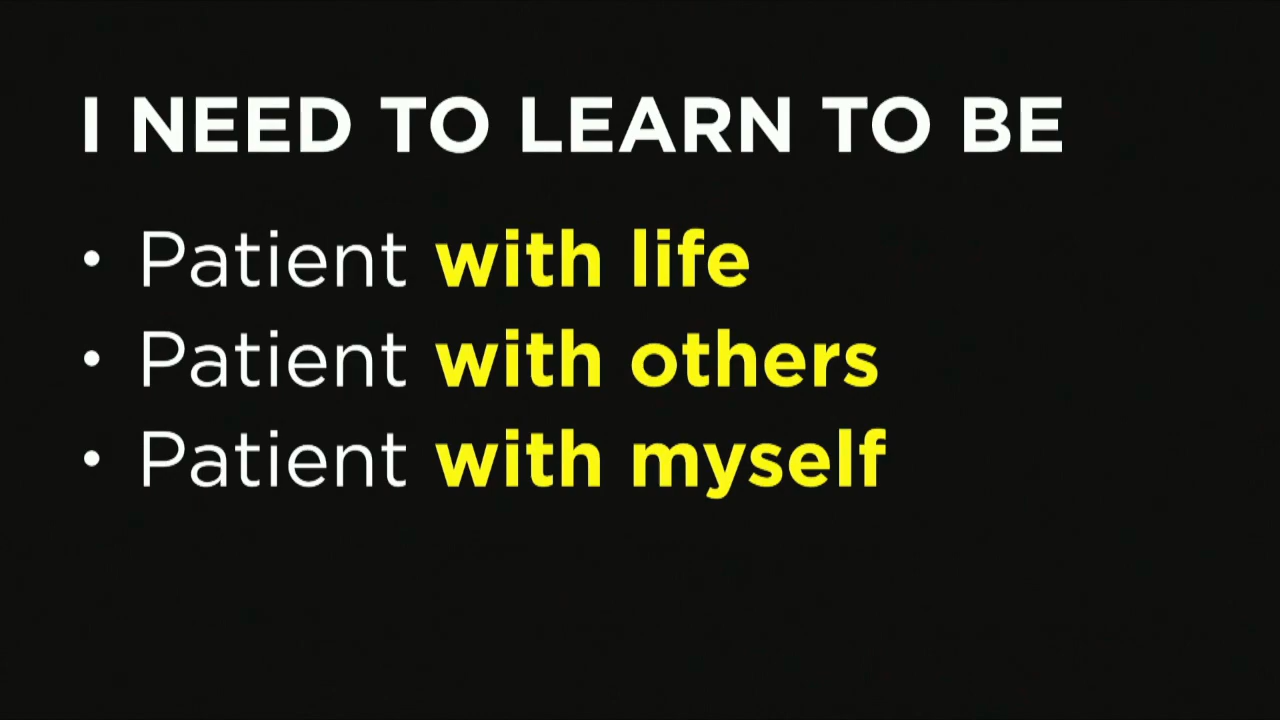 I NEED TO LEARN TO BE
• Patient with life
• Patient with others
• Patient with myself